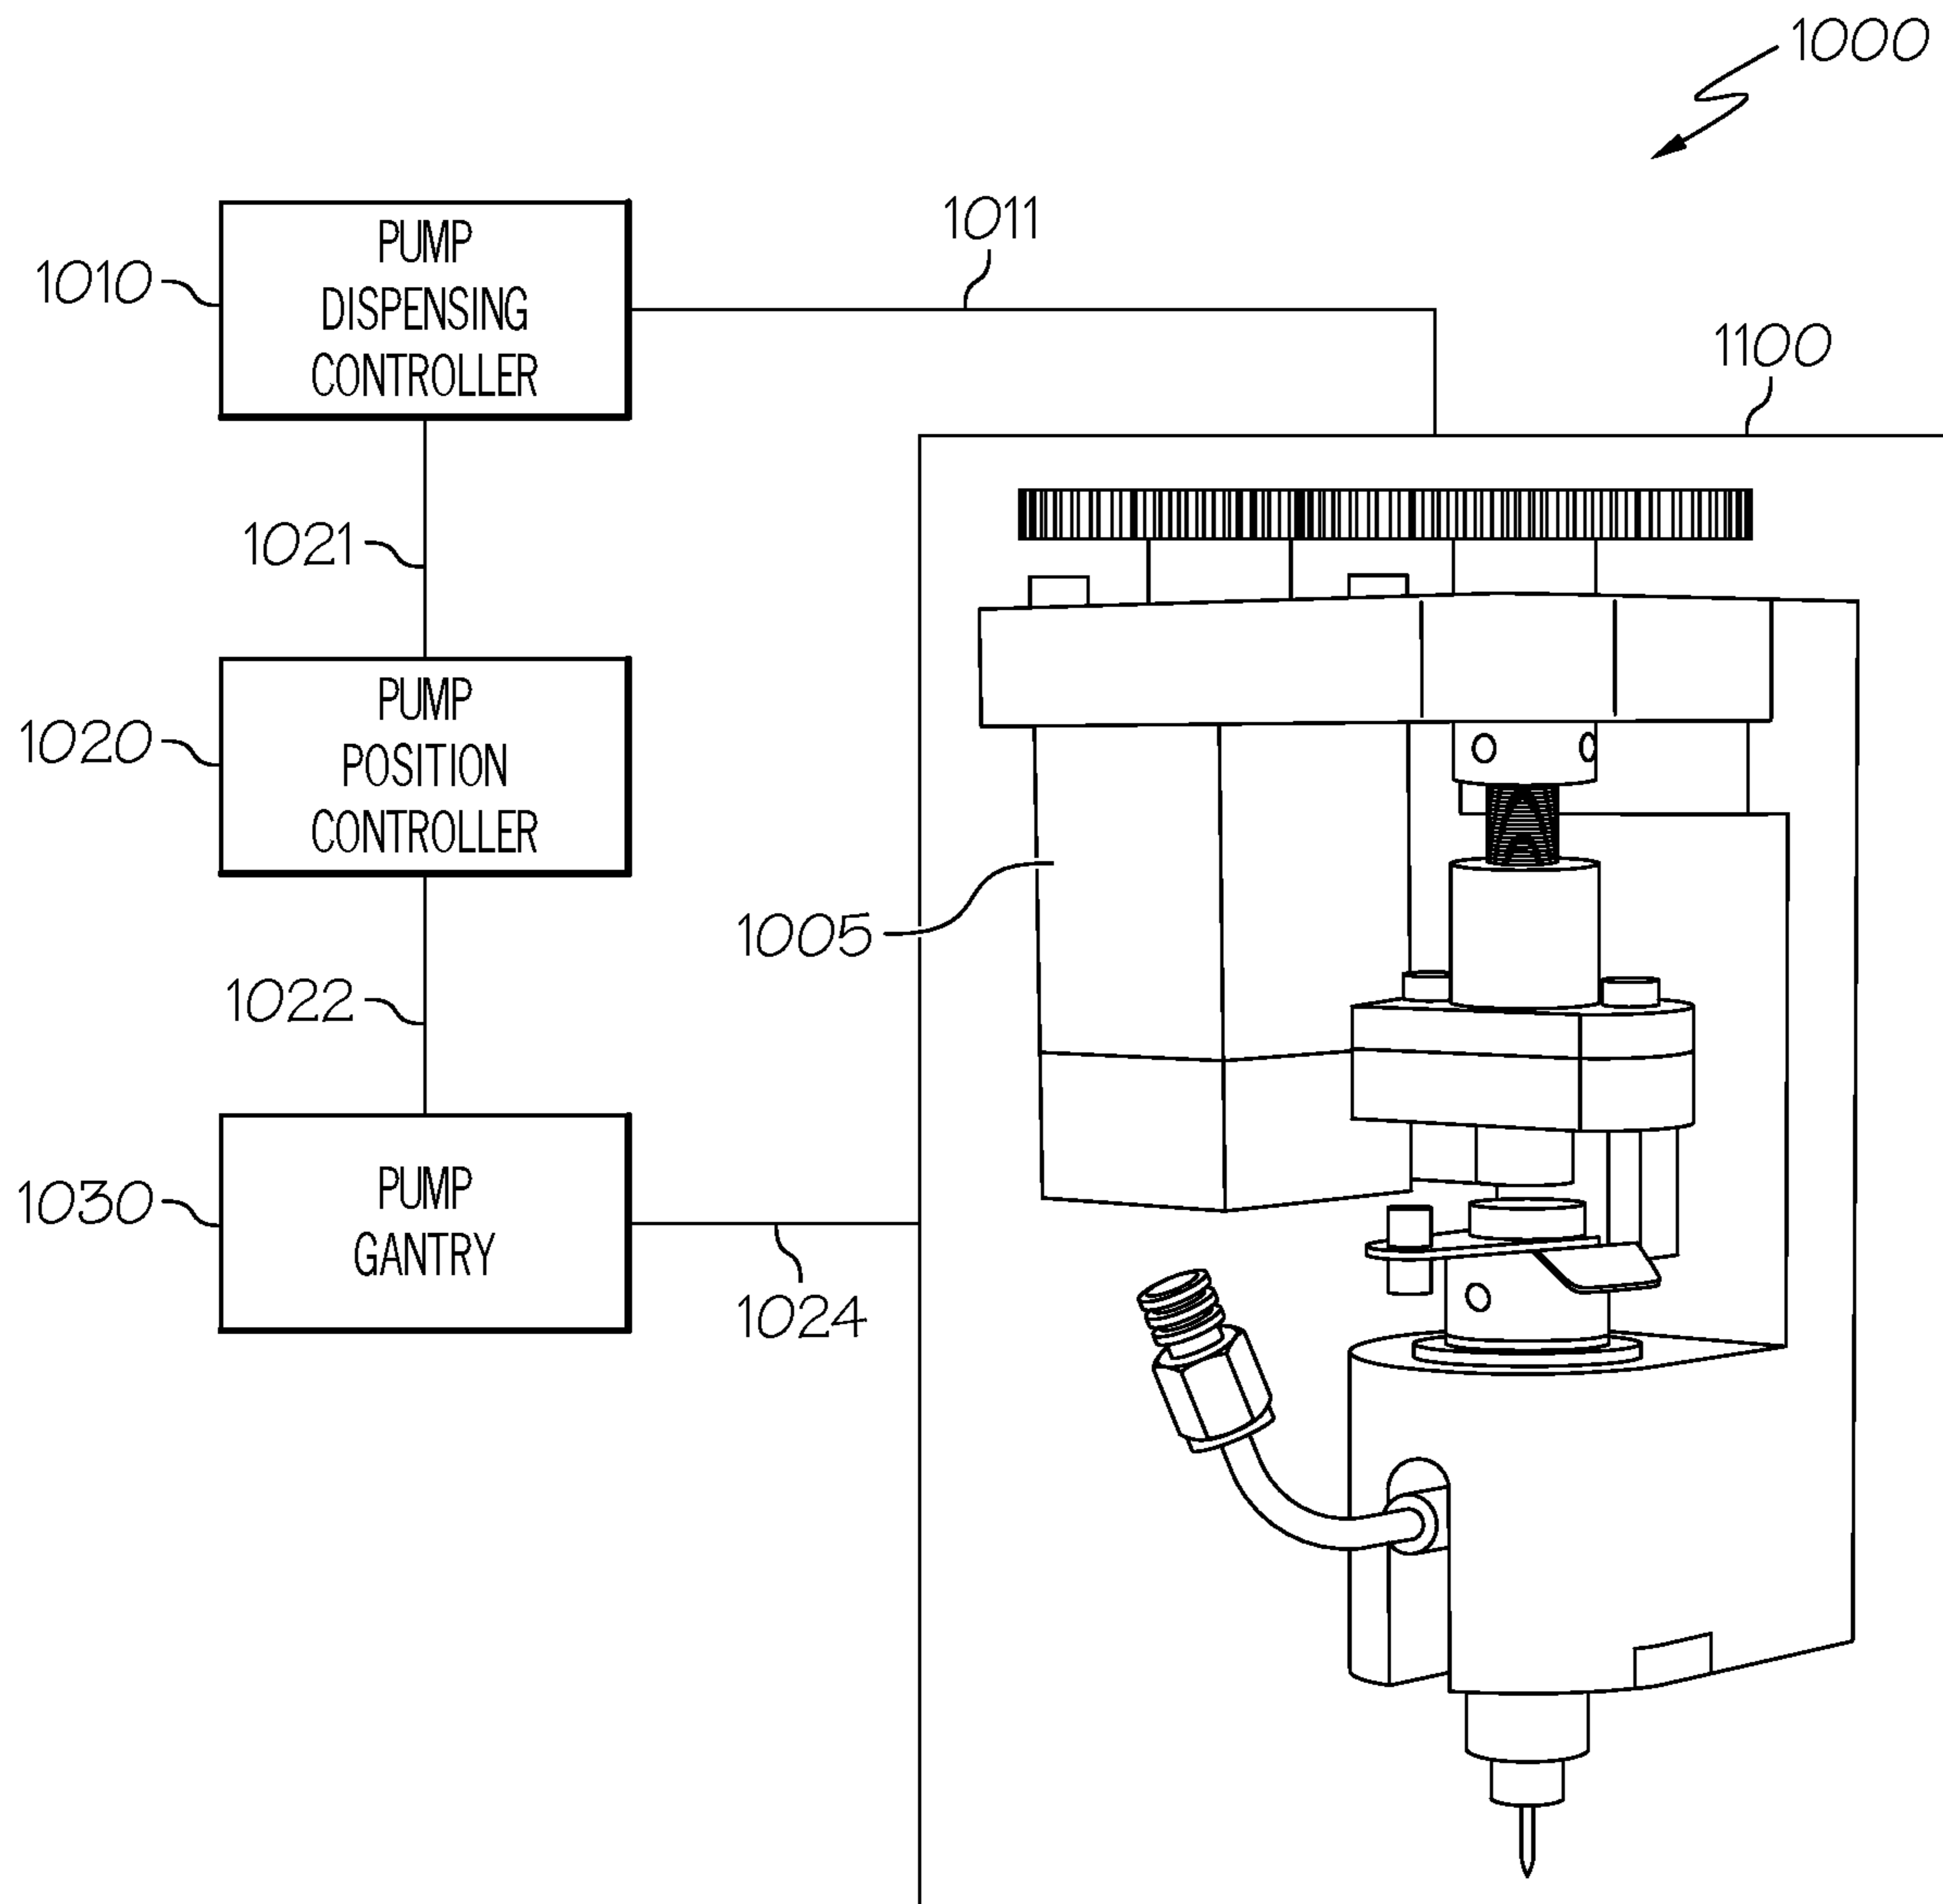 1000
1011
1010
PUMP
DISPENSING
CONTROLLER
1100
1021
1020
PUMP
POSITION
CONTROLLER
1005
1022
1030
PUMP
GANTRY
1024